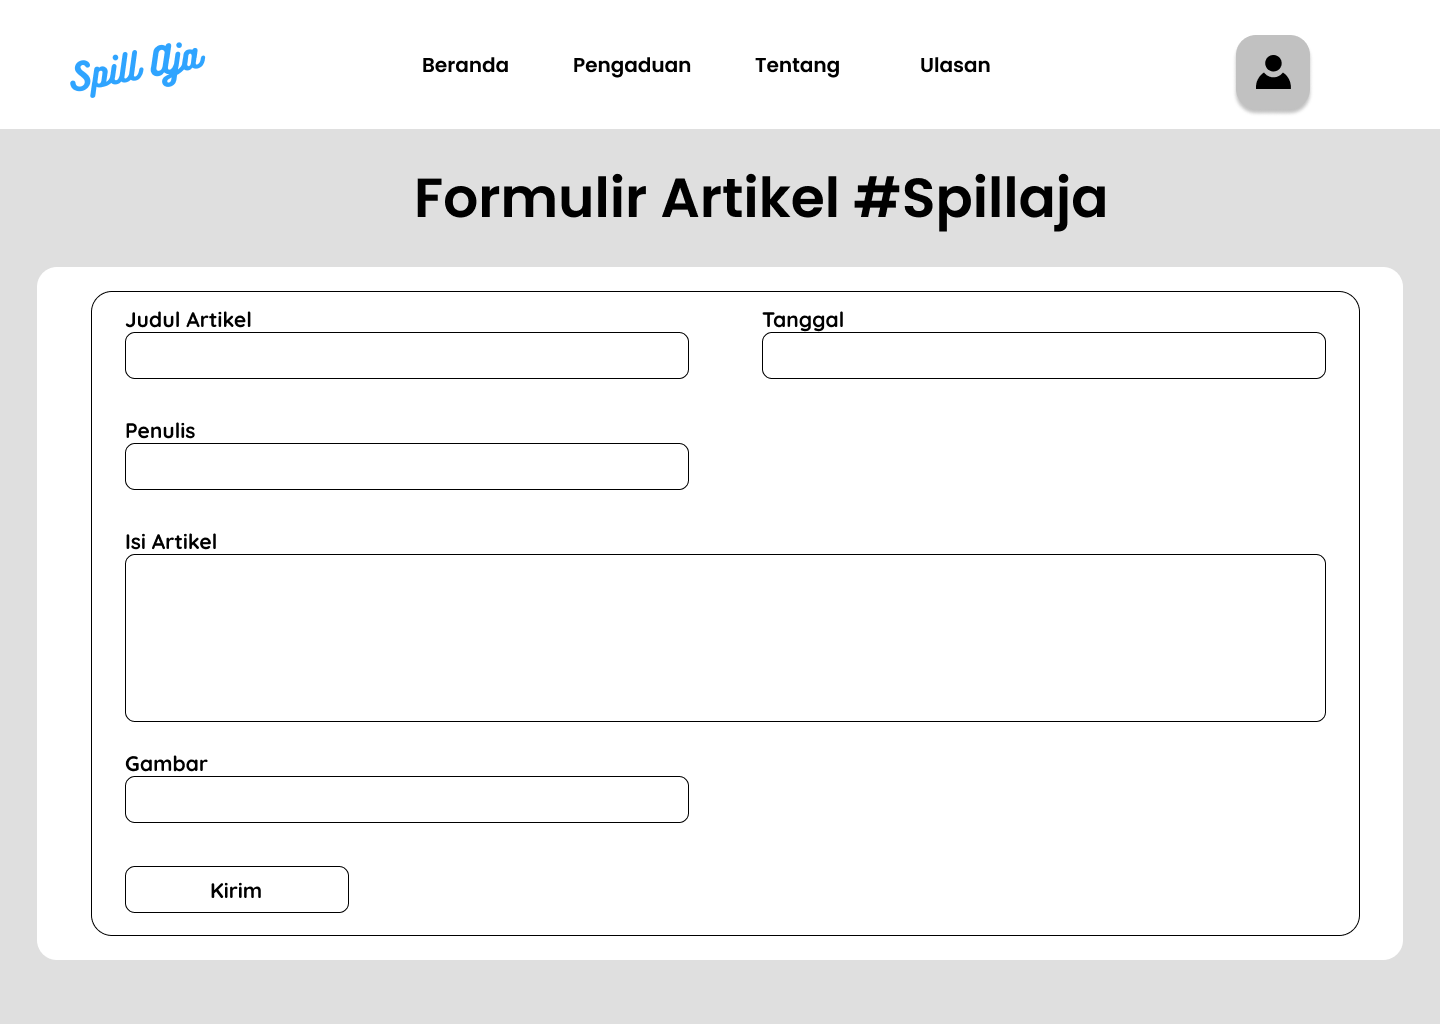 Spill Aja
Beranda Pengaduan Tentang Ulasan
Formulir Artikel #Spillaja
Judul Artikel Tanggal
Penulis
Isi Artikel
Gambar
Kirim